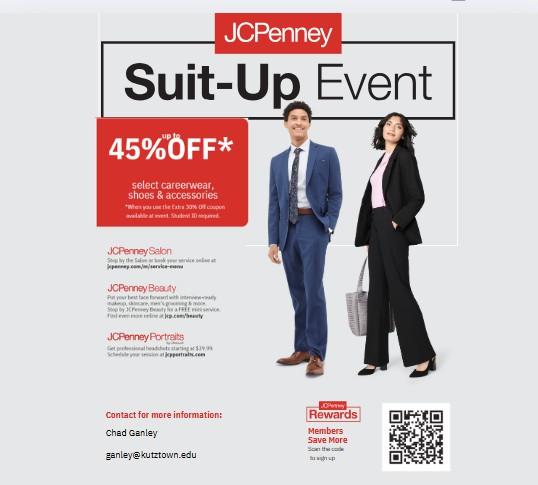 JCPenney
Suit-Up Event
up to
45%OFF*
select careerwear,
shoes & accessories
*When you use the Extra 30% Off coupon
available at event. Student ID required.
JCPenney Salon
Stop by the Salon or book your service online at
jcpenney.com/m/service-menu
JCPenney Beauty
Put your best face forward with interview-ready
makeup, skincare, men's grooming & more.
Stop by JCPenney Beauty for a FREE mini service.
Find even more online at jcp.com/beauty
JCPenney Portraits
Get professional headshots starting at $39.99.
Schedule your session at jcpportraits.com
Contact for more information:
Chad Ganley
ganley@kutztown.edu
JCPenney
Rewards
Members
Save More
Scan the code
to sign up